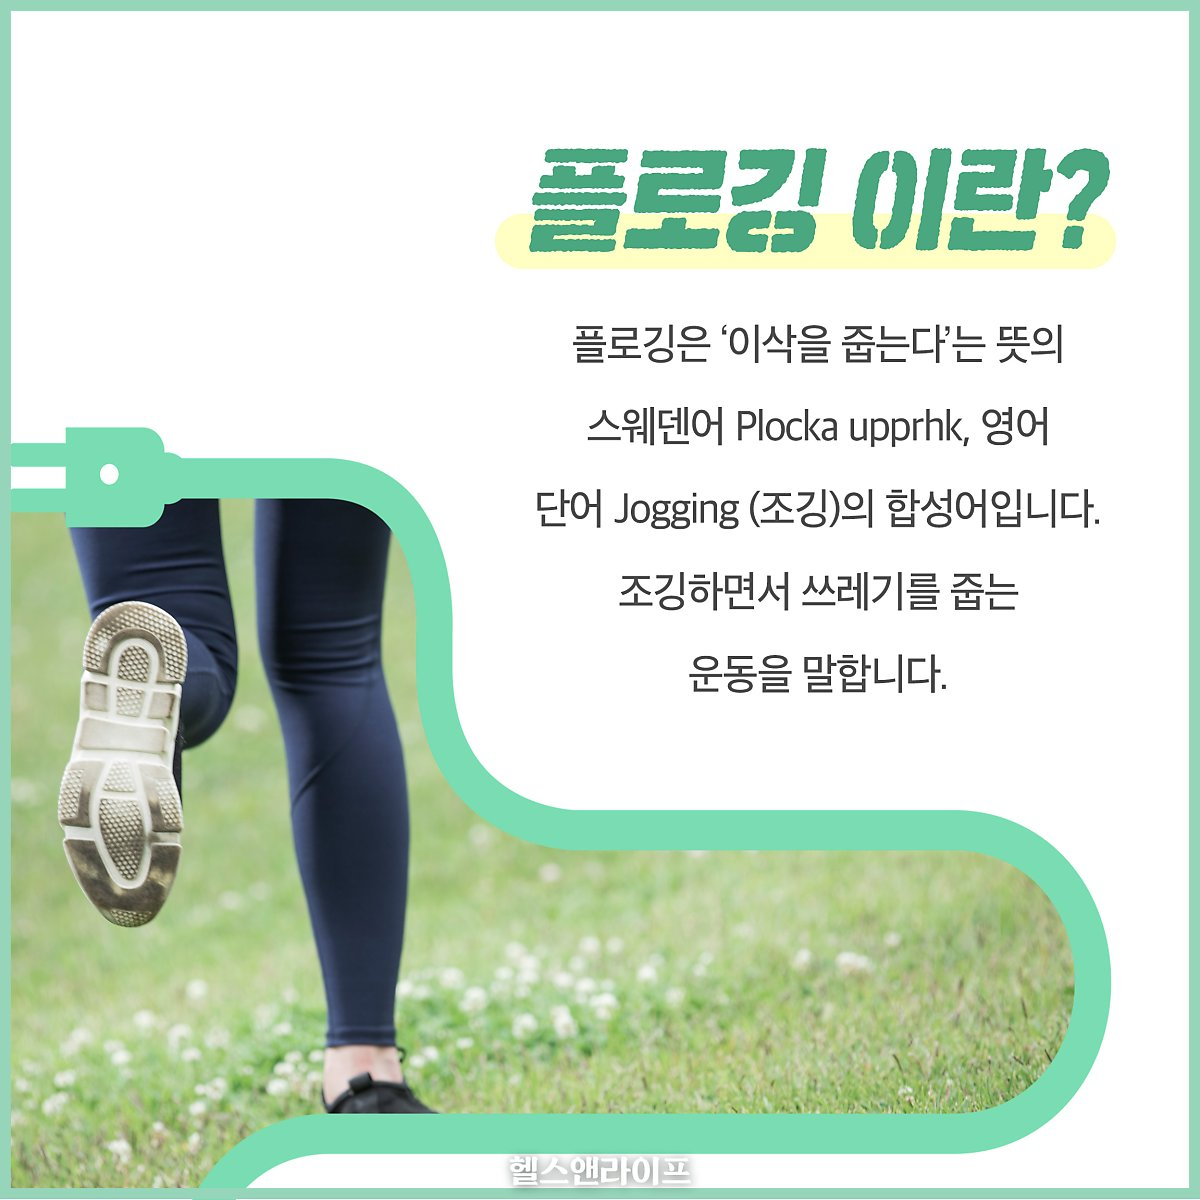 플로깅 이란?
플로깅은 ‘이삭을 줍는다’는 뜻의
스웨덴어 Plocka upprhk, 영어
단어 Jogging (조깅)의 합성어입니다.
조깅하면서 쓰레기를 줍는
운동을 말합니다.
헬스앤라이프